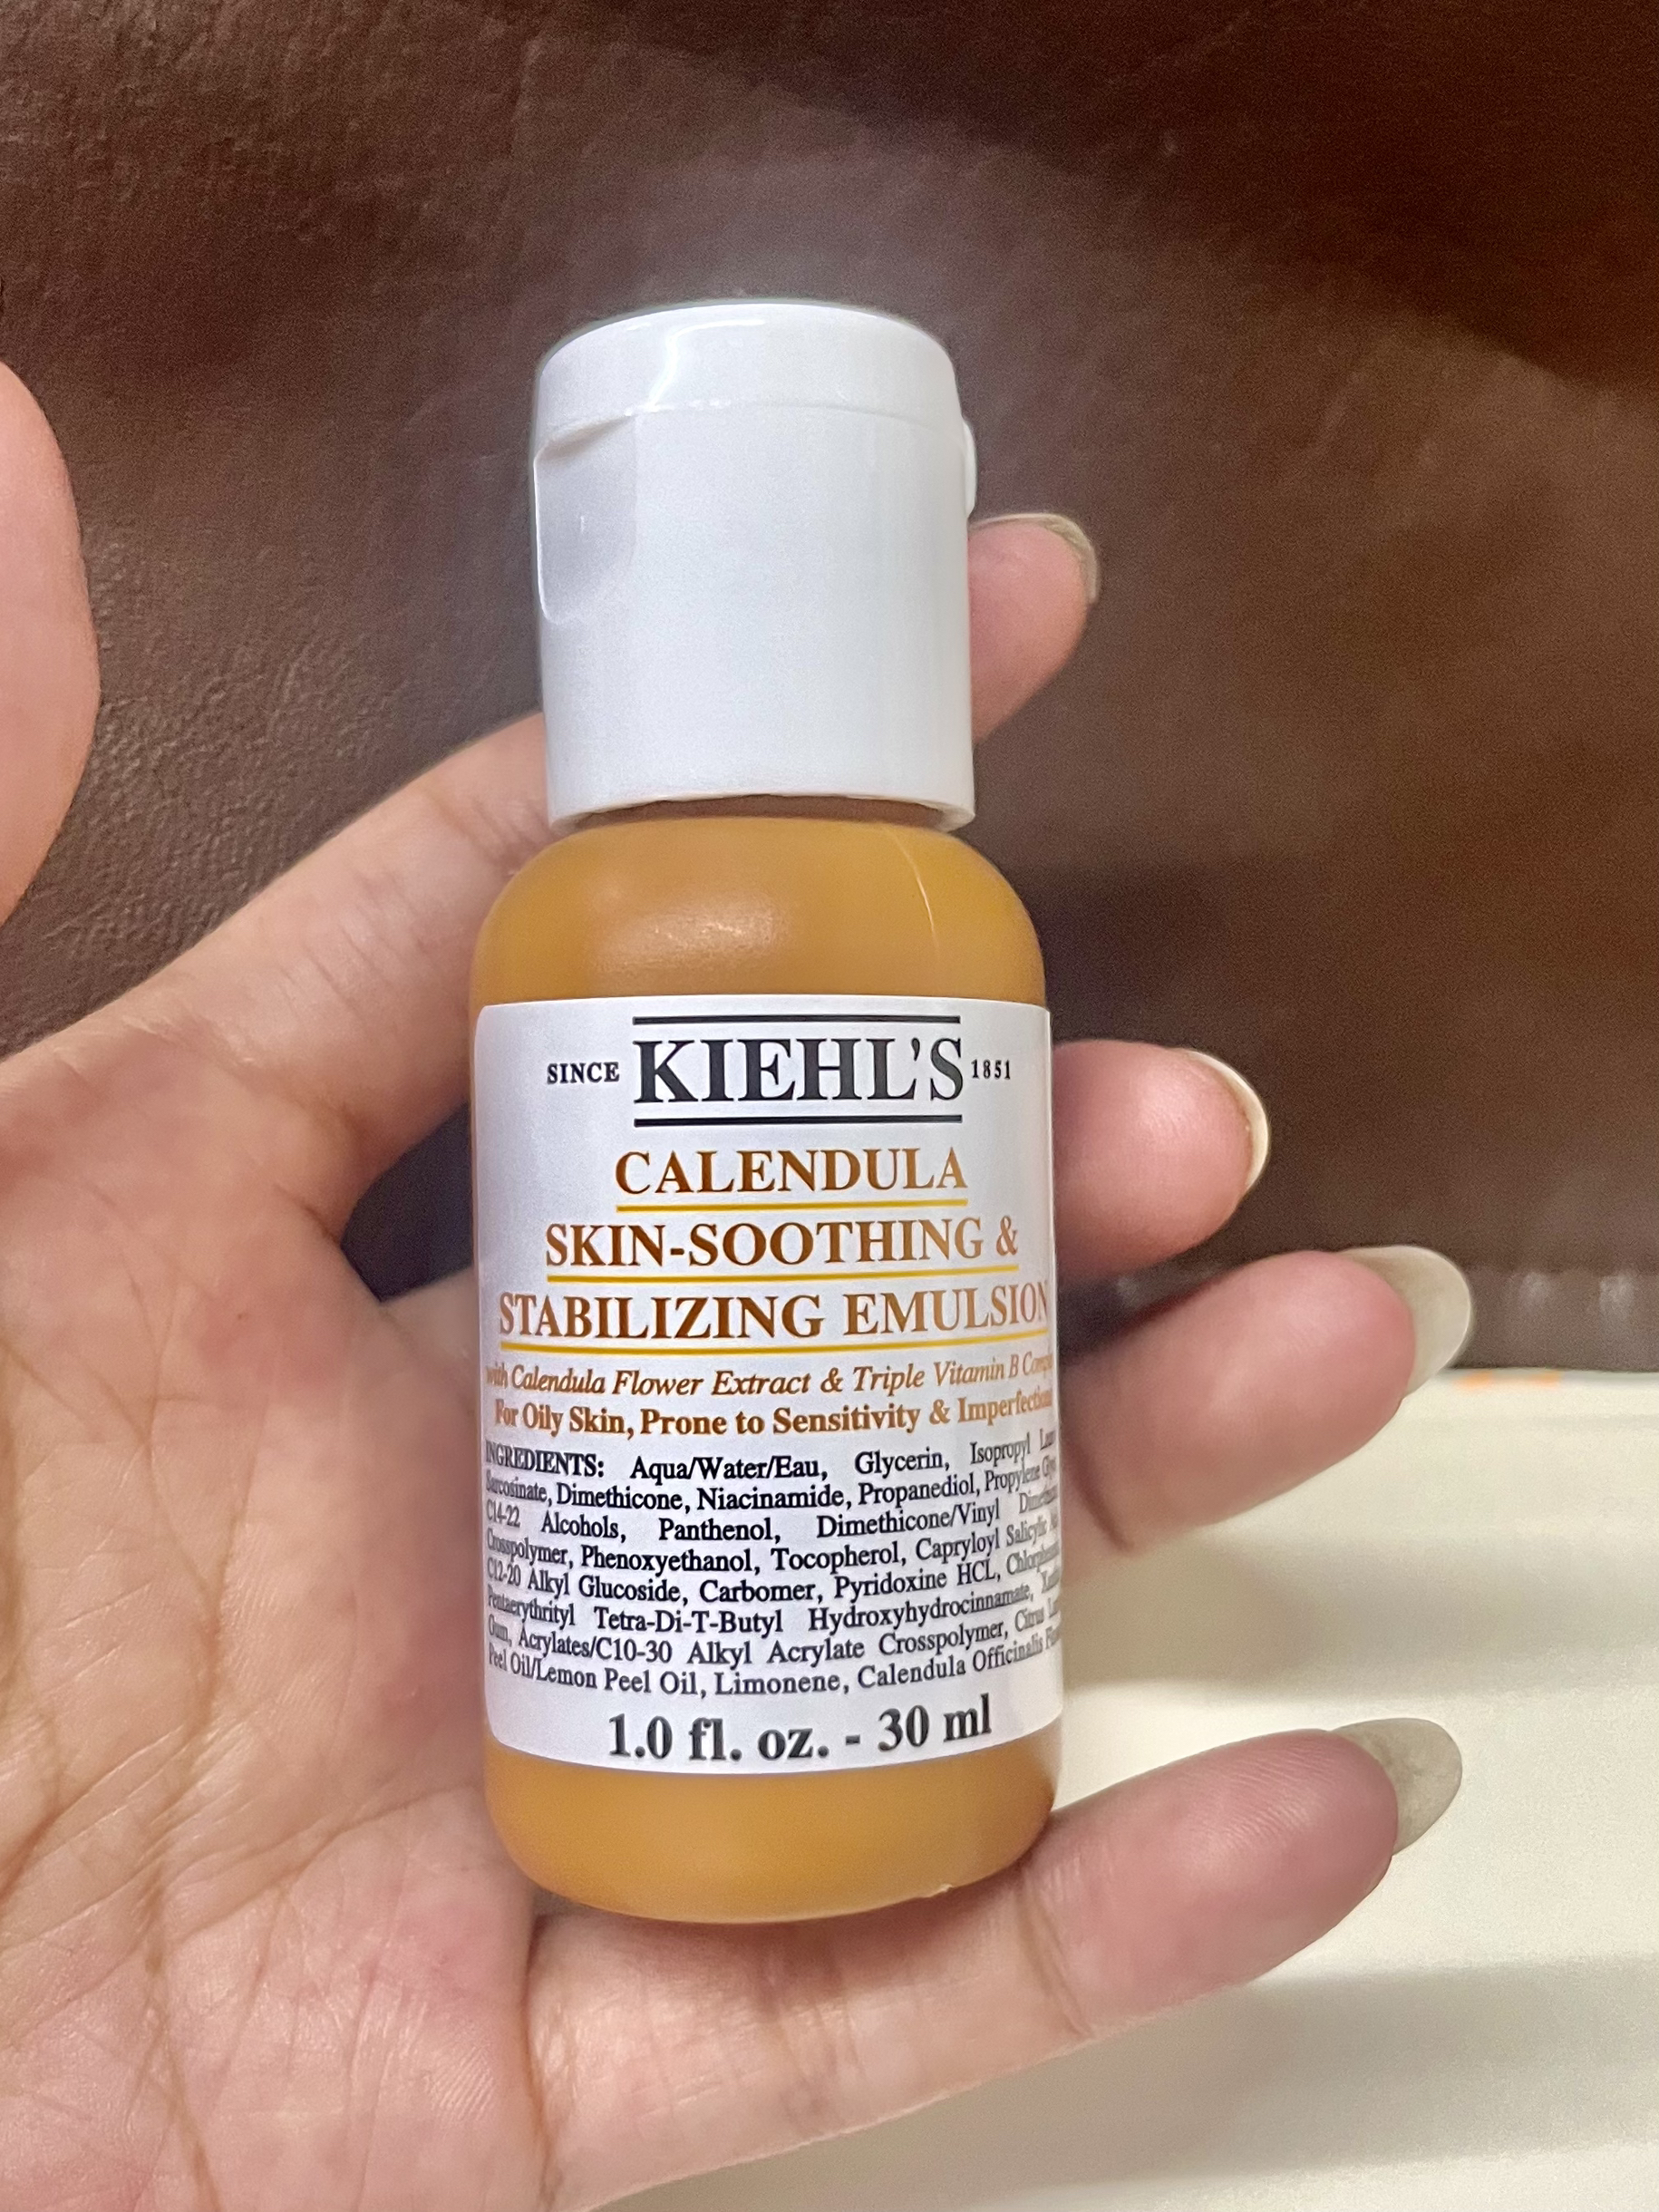 SINCE KIEHL'S 1851
CALENDULA
SKIN-SOOTHING &
STABILIZING EMULSION
with Calendula Flower Extract & Triple Vitamin B
For Oily Skin, Prone to Sensitivity &
INGREDIENTS: Aqua/Water/Eau, Glycerin, Isopropyl
Sarcosinate, Dimethicone, Niacinamide, Propanediol, Propylene
C14-22 Alcohols, Panthenol, Dimethicone/Vinyl
Crosspolymer, Phenoxyethanol, Tocopherol, Capryloyl Salicylic
C12-20 Alkyl Glucoside, Carbomer, Pyridoxine HCL,
Pentaerythrityl Tetra-Di-T-Butyl Hydroxyhydrocinnamate,
Gum, Acrylates/C10-30 Alkyl Acrylate Crosspolymer, Citrus
Peel Oil/Lemon Peel Oil, Limonene, Calendula Officinalis
1.0 fl. oz. - 30 ml